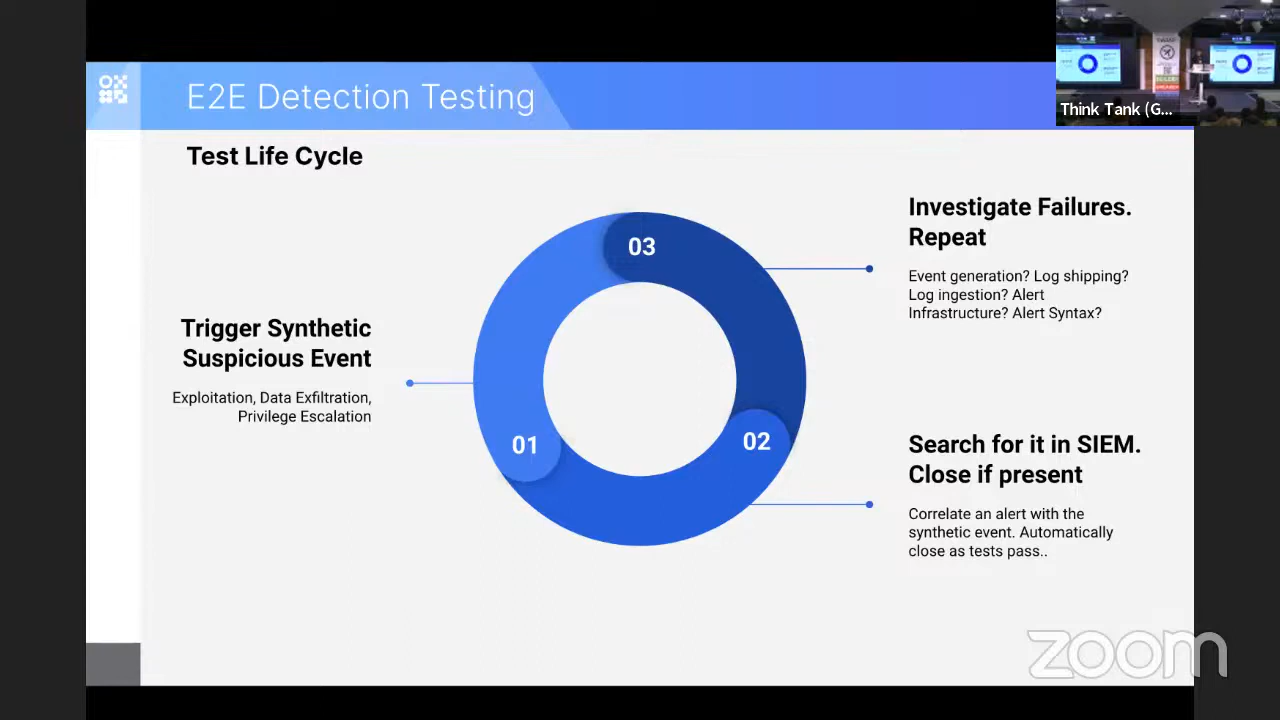 E2E Detection Testing
Think Tank (G...
Test Life Cycle
03
Investigate Failures.
Repeat
Event generation? Log shipping?
Log ingestion? Alert
Infrastructure? Alert Syntax?
Trigger Synthetic
Suspicious Event
Exploitation, Data Exfiltration,
Privilege Escalation
01
02
Search for it in SIEM.
Close if present
Correlate an alert with the
synthetic event. Automatically
close as tests pass..
zoom